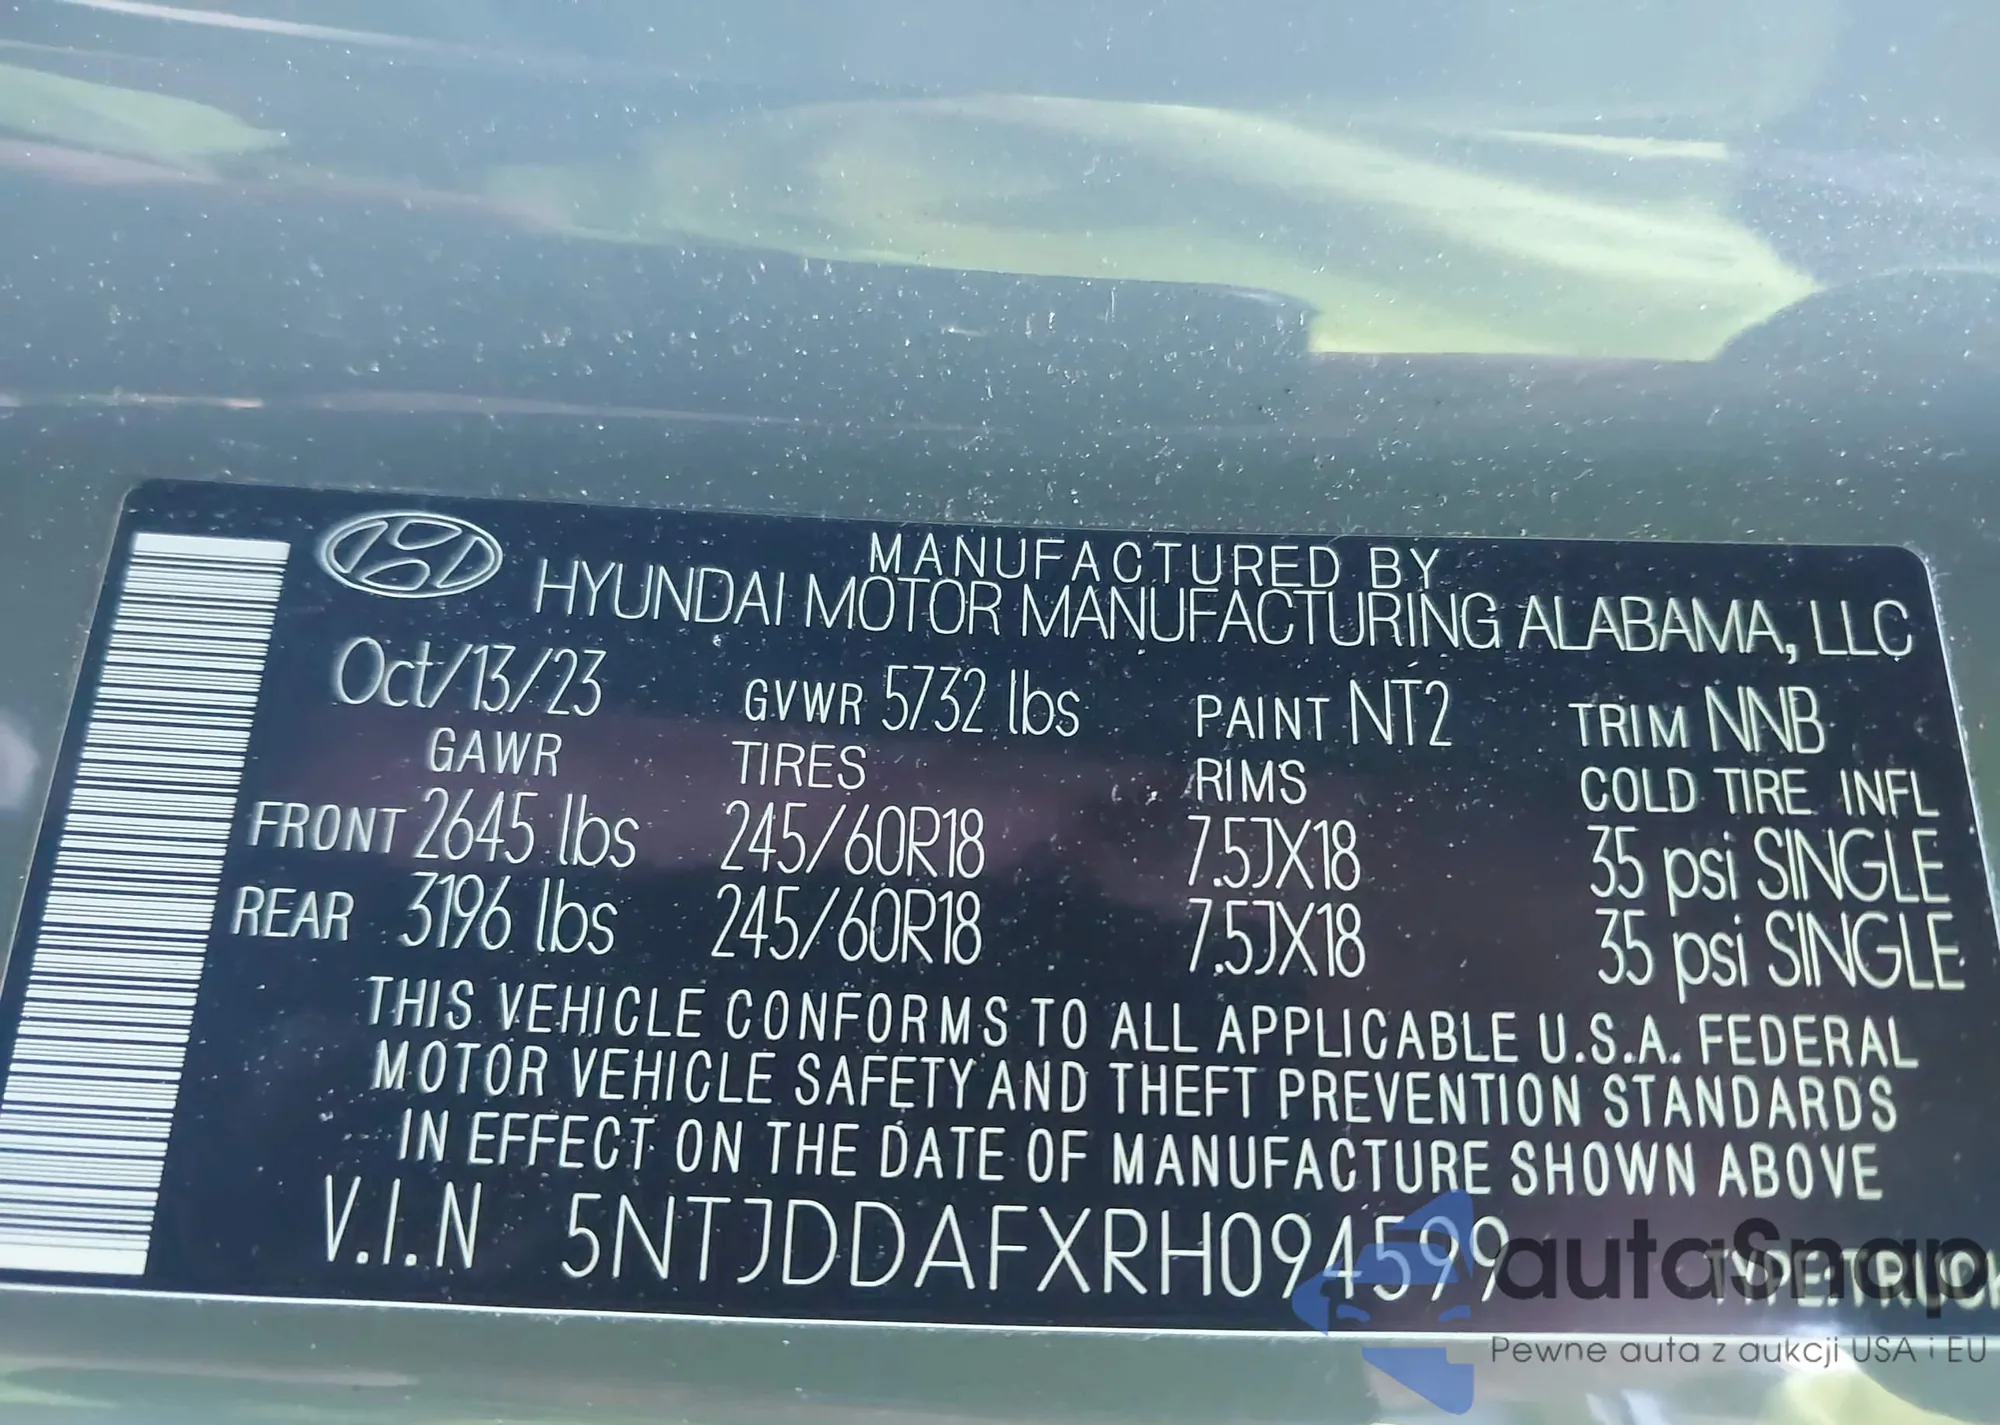 MANUFACTURED BY
HYUNDAI MOTOR MANUFACTURING ALABAMA, LLC
Oct/13/23 GVWR 5732 lbs PAINT NT2 TRIM NNB
GAWR TIRES RIMS COLD TIRE INFL
FRONT 2645 lbs 245/60R18 7.5JX18 35 psi SINGLE
REAR 3196 lbs 245/60R18 7.5JX18 35 psi SINGLE
THIS VEHICLE CONFORMS TO ALL APPLICABLE U.S.A. FEDERAL
MOTOR VEHICLE SAFETY AND THEFT PREVENTION STANDARDS
IN EFFECT ON THE DATE OF MANUFACTURE SHOWN ABOVE
V.I.N 5NTJDDAFXRH094599 TYPE:TRUCK
autaSnap
Pewne auta z aukcji USA i EU